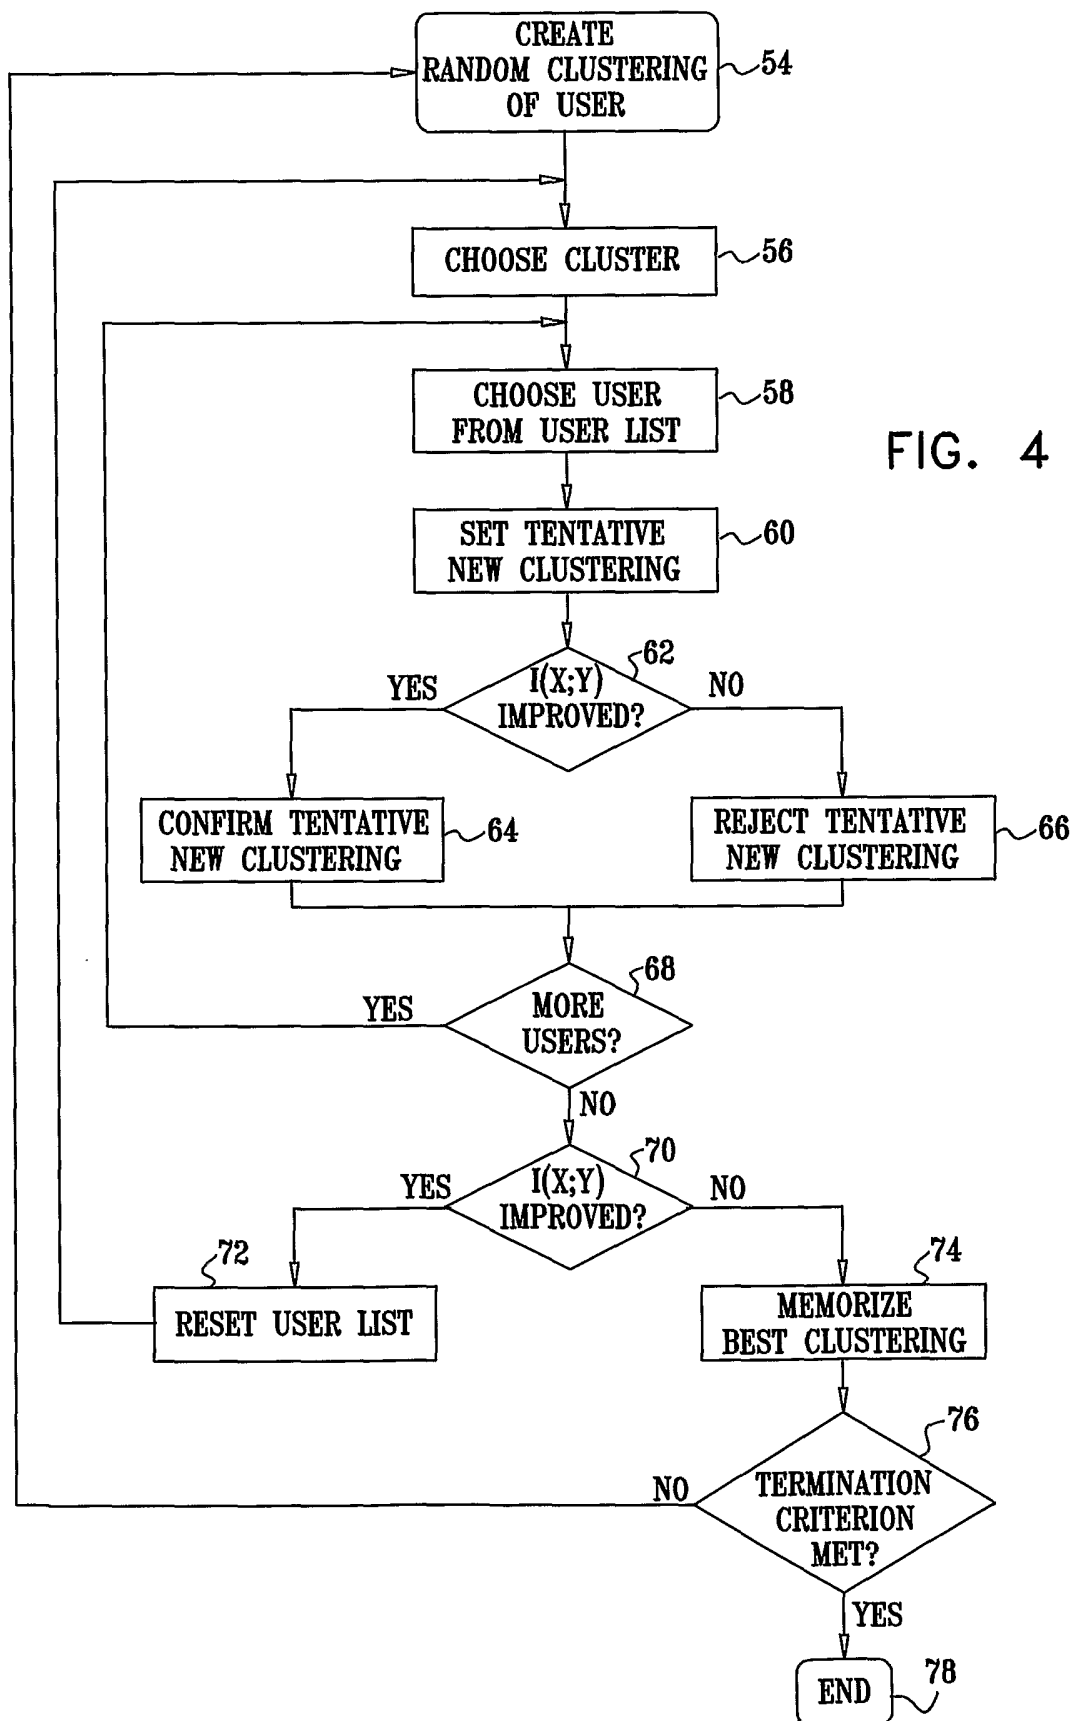 CREATE
RANDOM CLUSTERING
OF USER
54
CHOOSE CLUSTER
56
CHOOSE USER
FROM USER LIST
58
FIG. 4
SET TENTATIVE
NEW CLUSTERING
60
62
I(X;Y)
IMPROVED?
YES
NO
CONFIRM TENTATIVE
NEW CLUSTERING
64
REJECT TENTATIVE
NEW CLUSTERING
66
68
MORE
USERS?
YES
NO
70
I(X;Y)
IMPROVED?
YES
NO
72
RESET USER LIST
74
MEMORIZE
BEST CLUSTERING
76
TERMINATION
CRITERION
MET?
NO
YES
END
78